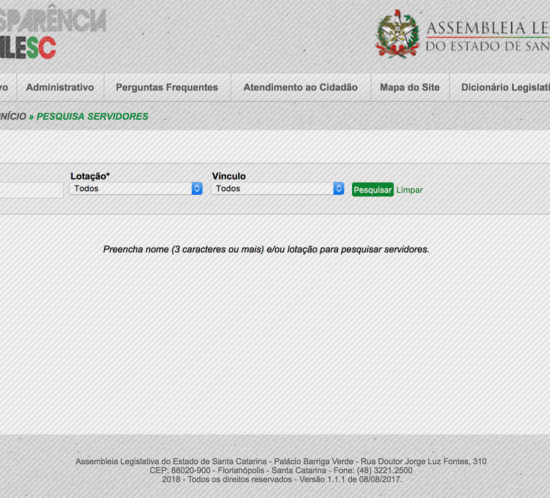 SPARÊNCIA
ALESC
ASSEMBLEIA LE
DO ESTADO DE SAN
vo Administrativo Perguntas Frequentes Atendimento ao Cidadão Mapa do Site Dicionário Legislati
NÍCIO » PESQUISA SERVIDORES
Lotação* Vínculo
Todos Todos Pesquisar Limpar
Preencha nome (3 caracteres ou mais) e/ou lotação para pesquisar servidores.
Assembleia Legislativa do Estado de Santa Catarina - Palácio Barriga Verde - Rua Doutor Jorge Luz Fontes, 310
CEP: 88020-900 - Florianópolis - Santa Catarina - Fone: (48) 3221.2500
2018 - Todos os direitos reservados - Versão 1.1.1 de 08/08/2017.